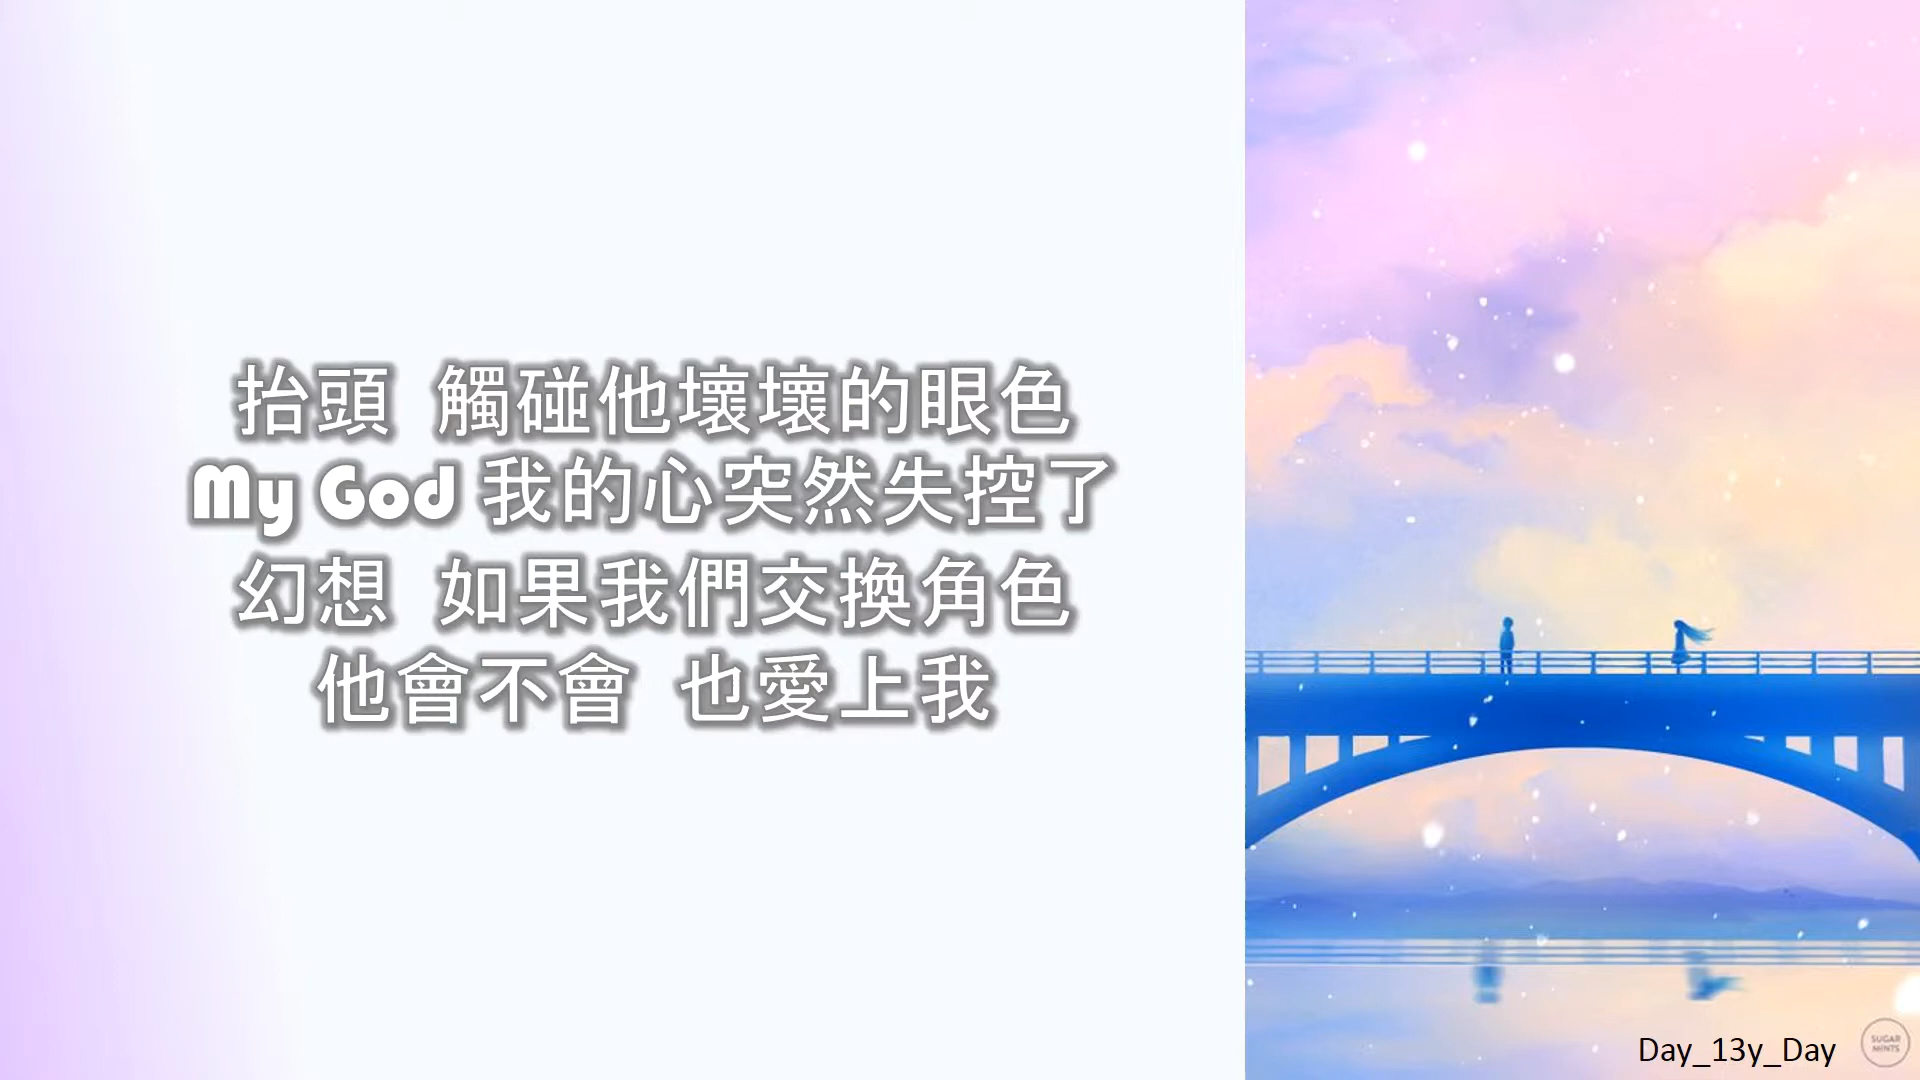 抬頭 觸碰他壞壞的眼色
My God 我的心突然失控了
幻想 如果我們交換角色
他會不會 也愛上我
Day_13y_Day
SUGAR
MINTS